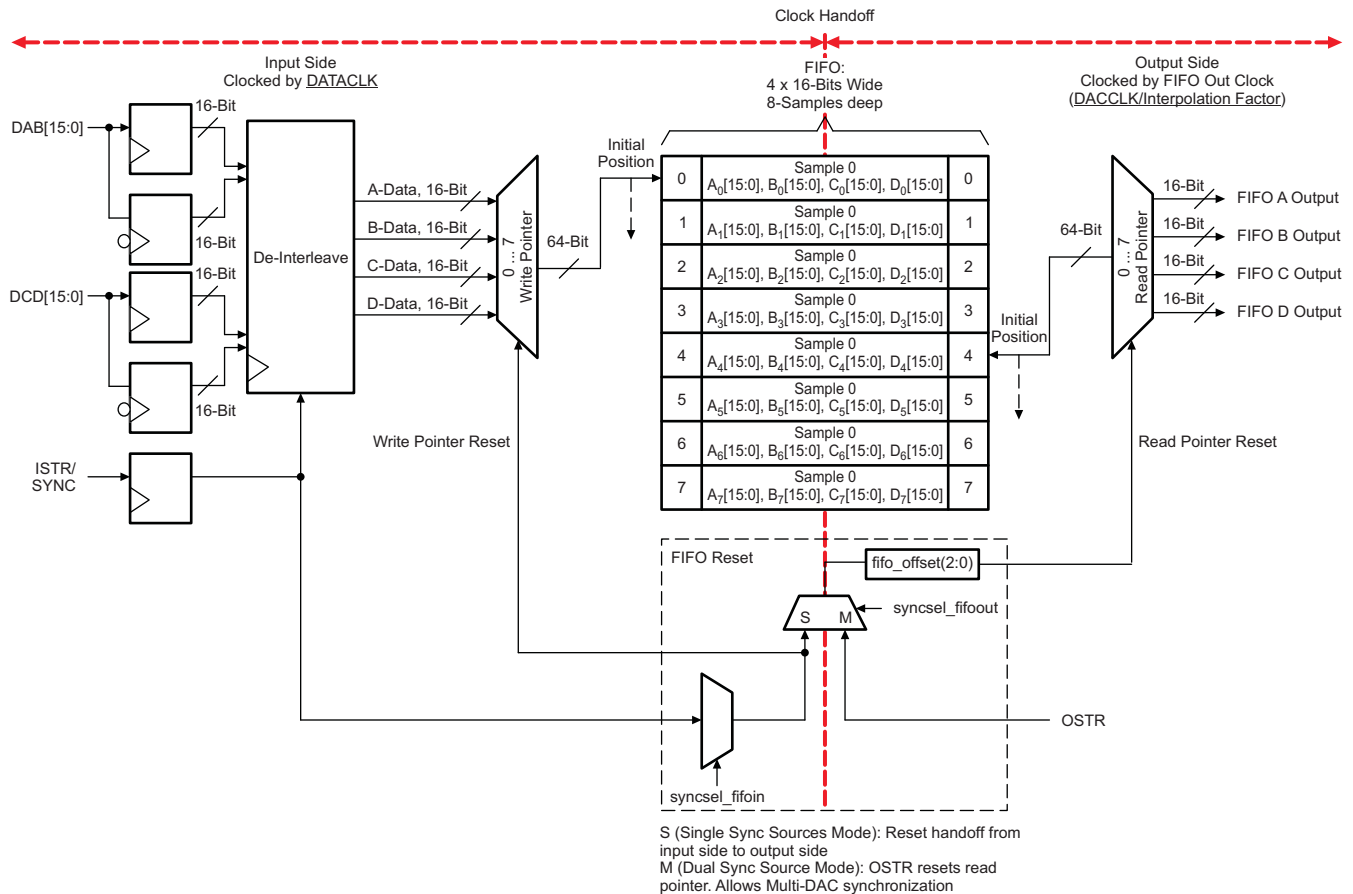 Clock Handoff
Input Side
Clocked by DATACLK
FIFO:
4 x 16-Bits Wide
8-Samples deep
Output Side
Clocked by FIFO Out Clock
(DACCLK/Interpolation Factor)
DAB[15:0]
16-Bit
16-Bit
DCD[15:0]
16-Bit
16-Bit
De-Interleave
A-Data, 16-Bit
B-Data, 16-Bit
C-Data, 16-Bit
D-Data, 16-Bit
Write Pointer
0 ... 7
64-Bit
Initial
Position
0
Sample 0
A0[15:0], B0[15:0], C0[15:0], D0[15:0]
0
1
Sample 0
A1[15:0], B1[15:0], C1[15:0], D1[15:0]
1
2
Sample 0
A2[15:0], B2[15:0], C2[15:0], D2[15:0]
2
3
Sample 0
A3[15:0], B3[15:0], C3[15:0], D3[15:0]
3
4
Sample 0
A4[15:0], B4[15:0], C4[15:0], D4[15:0]
4
5
Sample 0
A5[15:0], B5[15:0], C5[15:0], D5[15:0]
5
6
Sample 0
A6[15:0], B6[15:0], C6[15:0], D6[15:0]
6
7
Sample 0
A7[15:0], B7[15:0], C7[15:0], D7[15:0]
7
Initial
Position
64-Bit
0 ... 7
Read Pointer
16-Bit
FIFO A Output
16-Bit
FIFO B Output
16-Bit
FIFO C Output
16-Bit
FIFO D Output
ISTR/
SYNC
Write Pointer Reset
Read Pointer Reset
FIFO Reset
fifo_offset(2:0)
S
M
syncsel_fifoout
OSTR
syncsel_fifoin
S (Single Sync Sources Mode): Reset handoff from
input side to output side
M (Dual Sync Source Mode): OSTR resets read
pointer. Allows Multi-DAC synchronization